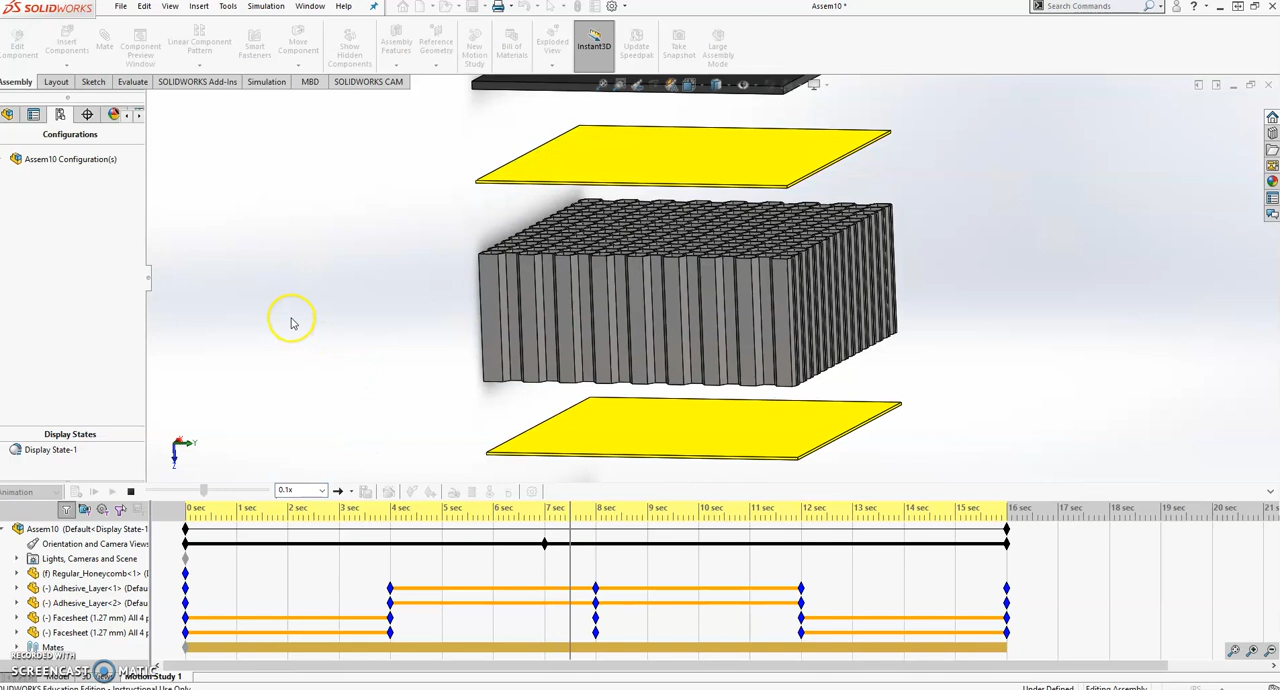 SOLIDWORKS File Edit View Insert Tools Simulation Window Help Assem10 * Search Commands
Edit Component Insert Components Mate Component Preview Window Linear Component Pattern Smart Fasteners Move Component Show Hidden Components Assembly Features Reference Geometry New Motion Study Bill of Materials Exploded View Instant3D Update Speedpak Take Snapshot Large Assembly Mode
Assembly Layout Sketch Evaluate SOLIDWORKS Add-Ins Simulation MBD SOLIDWORKS CAM
Configurations
Assem10 Configuration(s)
Display States
Display State-1
Y
Z
Animation 0.1x
0 sec 1 sec 2 sec 3 sec 4 sec 5 sec 6 sec 7 sec 8 sec 9 sec 10 sec 11 sec 12 sec 13 sec 14 sec 15 sec 16 sec 17 sec 18 sec 19 sec 20 sec 21 s
Assem10 (Default<Display State-1
Orientation and Camera Views
Lights, Cameras and Scene
(f) Regular_Honeycomb<1> (
(-) Adhesive_Layer<1> (Defau
(-) Adhesive_Layer<2> (Defau
(-) Facesheet (1.27 mm) All 4 p
(-) Facesheet (1.27 mm) All 4 p
Mates
RECORDED WITH
SCREENCAST MATIC
Model Motion Study 1
SOLIDWORKS Education Edition - Instructional Use Only Under Defined Editing Assembly IPS